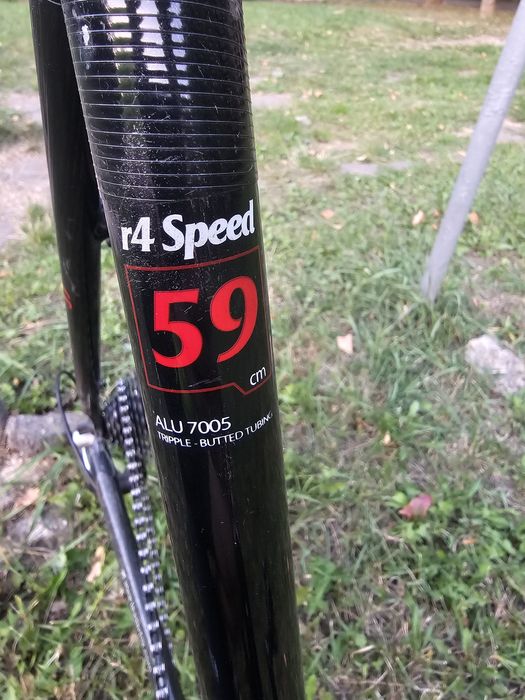 r4 Speed
59
cm
ALU 7005
TRIPPLE - BUTTED TUBING